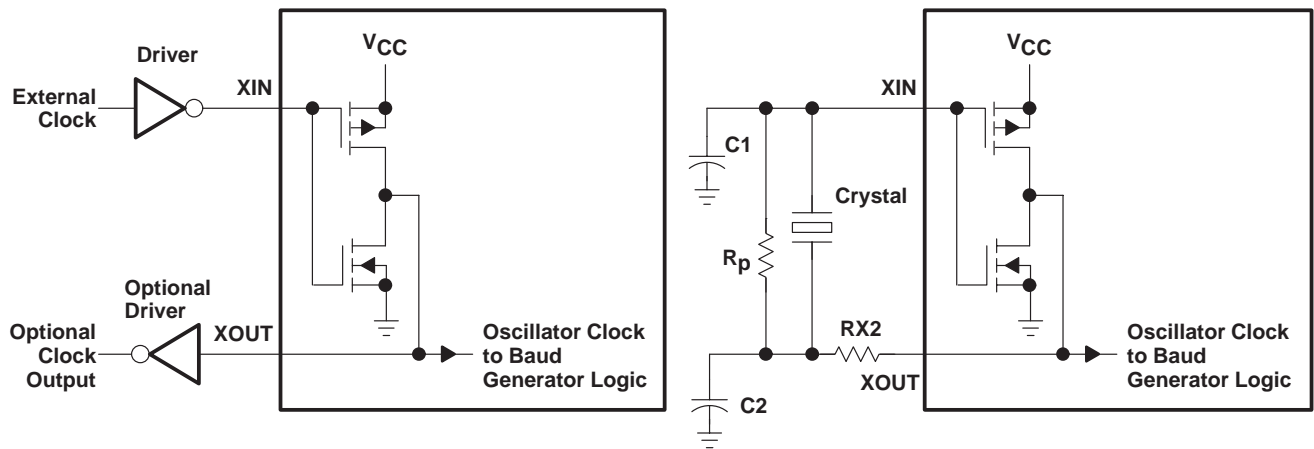 Driver
External
Clock
XIN
VCC
Optional
Driver
Optional
Clock
Output
XOUT
Oscillator Clock
to Baud
Generator Logic
VCC
XIN
C1
Crystal
Rp
RX2
XOUT
C2
Oscillator Clock
to Baud
Generator Logic